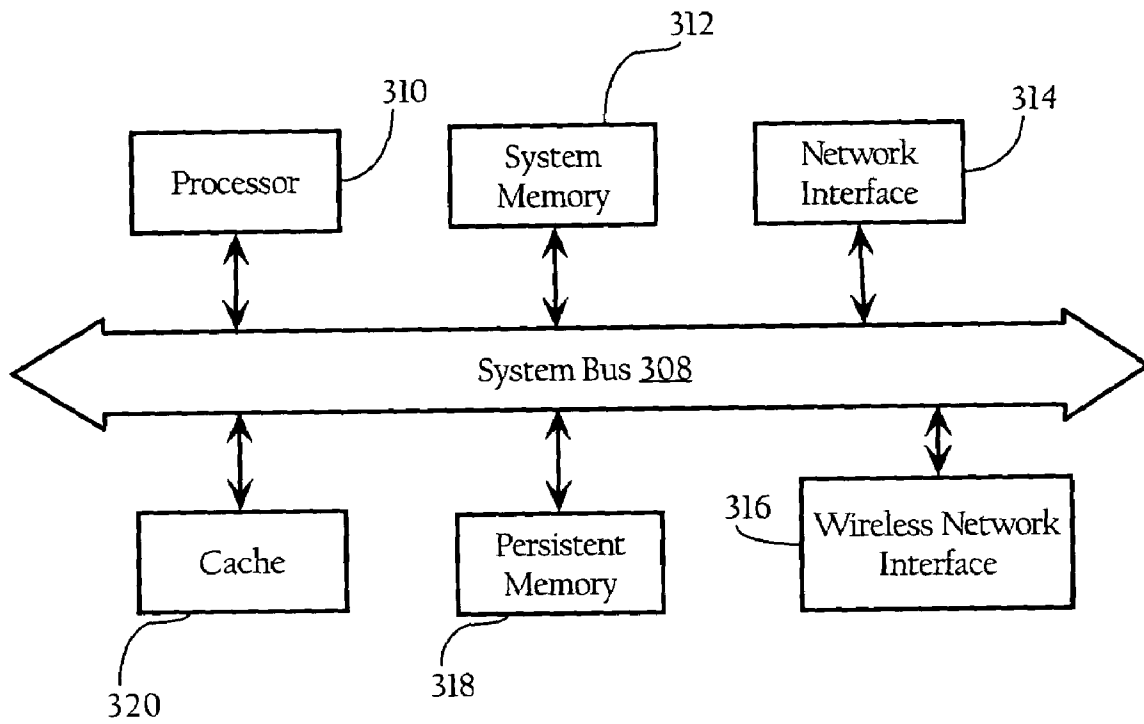 312
310
314
Processor
System
Memory
Network
Interface
System Bus 308
316
Cache
Persistent
Memory
Wireless Network
Interface
320
318